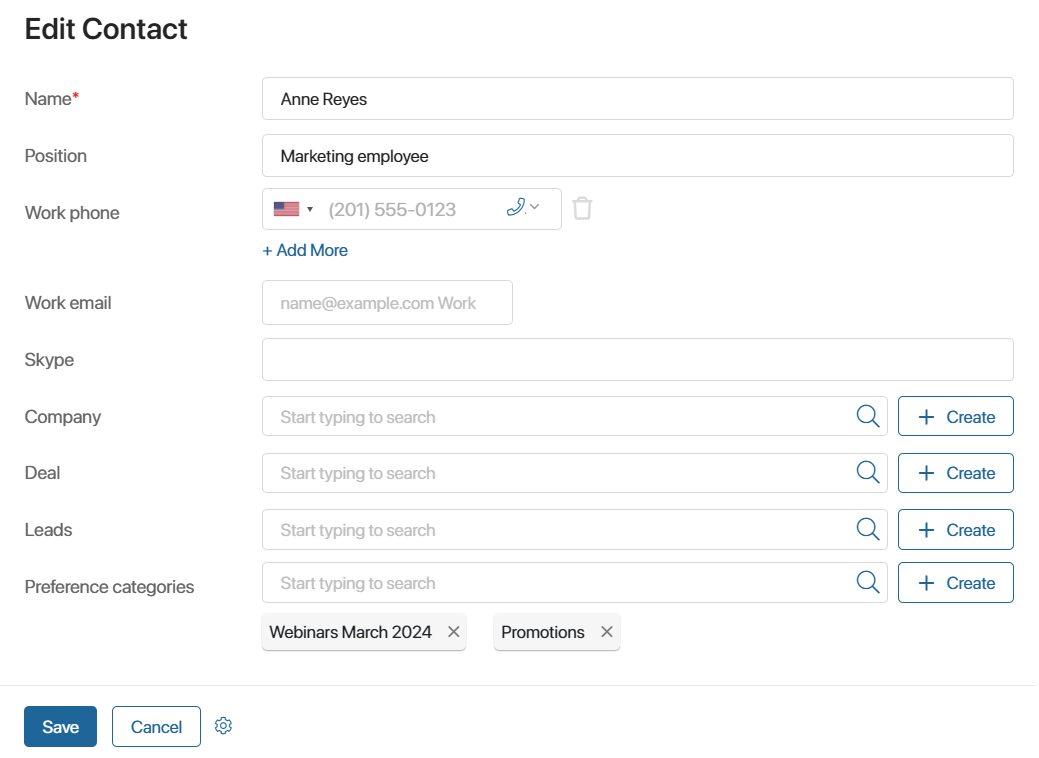 Edit Contact
Name* Anne Reyes
Position Marketing employee
Work phone (201) 555-0123
+ Add More
Work email name@example.com Work
Skype
Company Start typing to search + Create
Deal Start typing to search + Create
Leads Start typing to search + Create
Preference categories Start typing to search + Create
Webinars March 2024 Promotions
Save Cancel